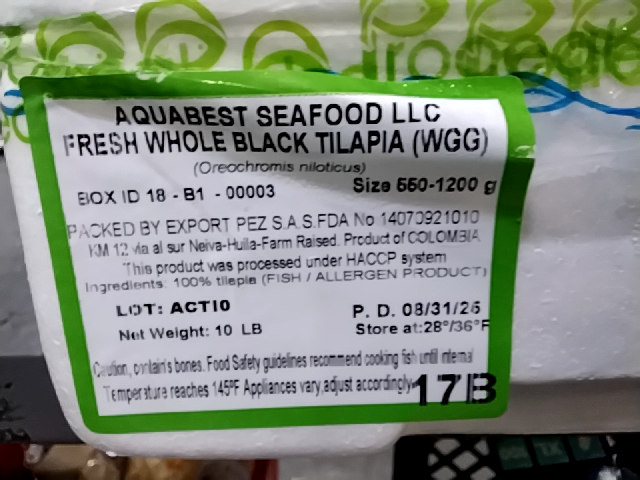 AQUABEST SEAFOOD LLC
FRESH WHOLE BLACK TILAPIA (WGG)
(Oreochromis niloticus)
BOX ID 18 - B1 - 00003 Size 550-1200 g
PACKED BY EXPORT PEZ S.A.S.FDA No 14070921010
KM 12 via al sur Neiva-Huila-Farm Raised. Product of COLOMBIA
This product was processed under HACCP system
Ingredients: 100% tilapia (FISH / ALLERGEN PRODUCT)
LOT: ACTI0 P. D. 08/31/25
Net Weight: 10 LB Store at:28°/36°F
Caution, contain's bones. Food Safety guidelines recommend cooking fish until internal
Temperature reaches 145ºF Appliances vary,adjust accordingly
17B